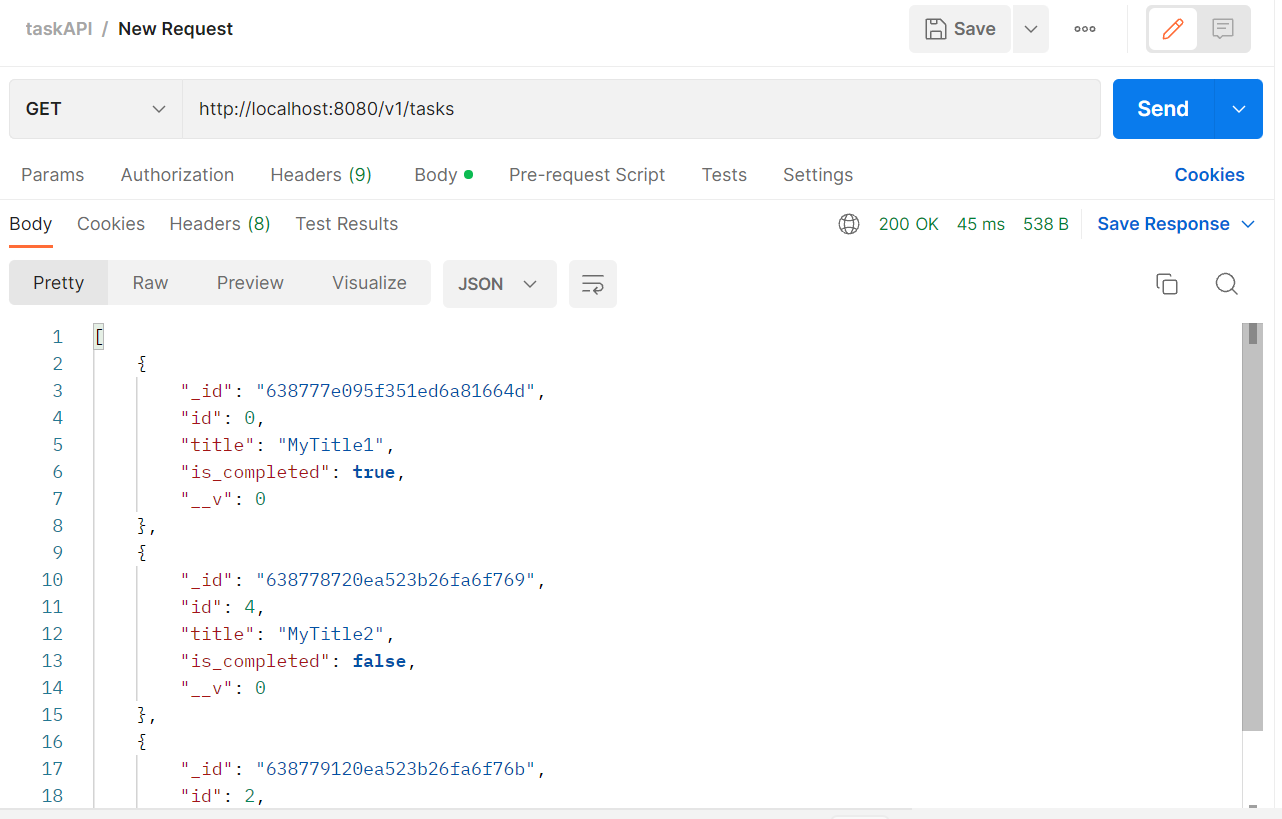 taskAPI / New Request
Save
GET
http://localhost:8080/v1/tasks
Send
Params Authorization Headers (9) Body Pre-request Script Tests Settings Cookies
Body Cookies Headers (8) Test Results 200 OK 45 ms 538 B Save Response
Pretty Raw Preview Visualize JSON
1 [
2 {
3 "_id": "638777e095f351ed6a81664d",
4 "id": 0,
5 "title": "MyTitle1",
6 "is_completed": true,
7 "__v": 0
8 },
9 {
10 "_id": "638778720ea523b26fa6f769",
11 "id": 4,
12 "title": "MyTitle2",
13 "is_completed": false,
14 "__v": 0
15 },
16 {
17 "_id": "638779120ea523b26fa6f76b",
18 "id": 2,